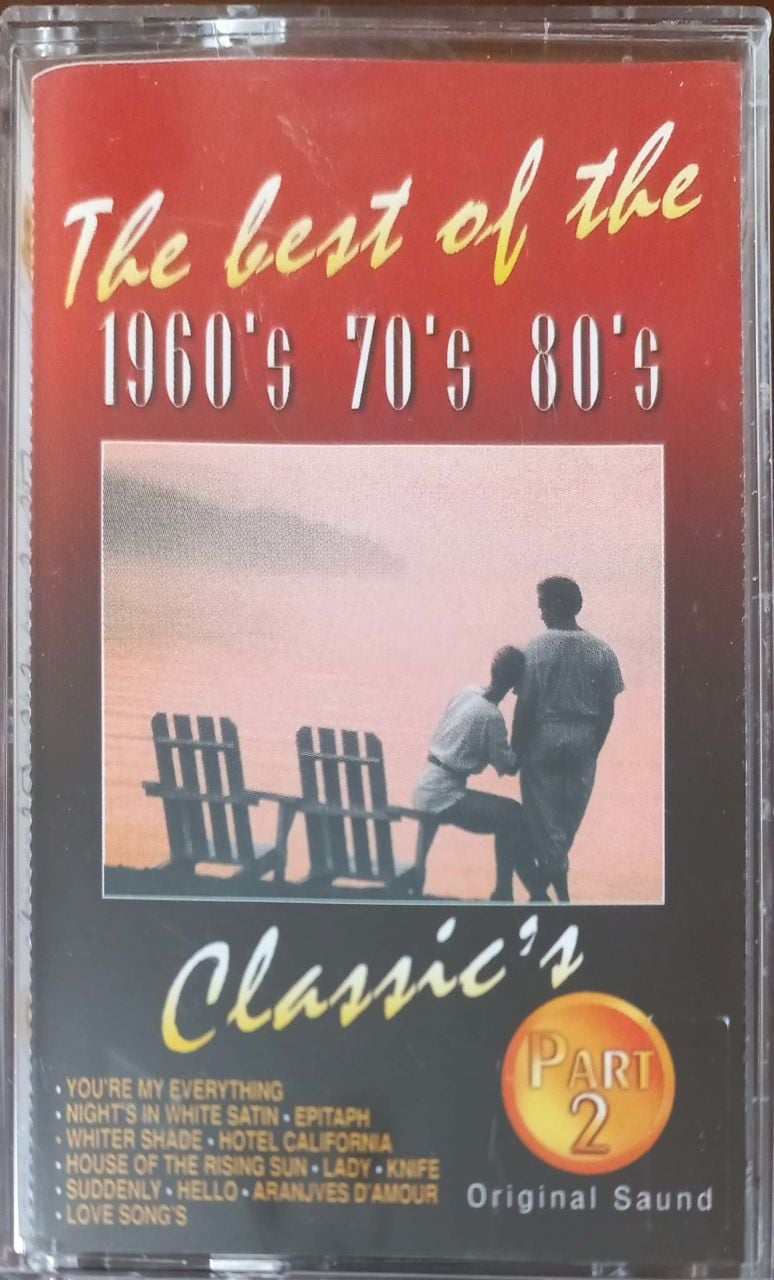 The best of the
1960's 70's 80's
Classic's
PART
2
• YOU'RE MY EVERYTHING
• NIGHT'S IN WHITE SATIN • EPITAPH
• WHITER SHADE • HOTEL CALIFORNIA
• HOUSE OF THE RISING SUN • LADY • KNIFE
• SUDDENLY • HELLO • ARANJVES D'AMOUR
• LOVE SONG'S
Original Saund